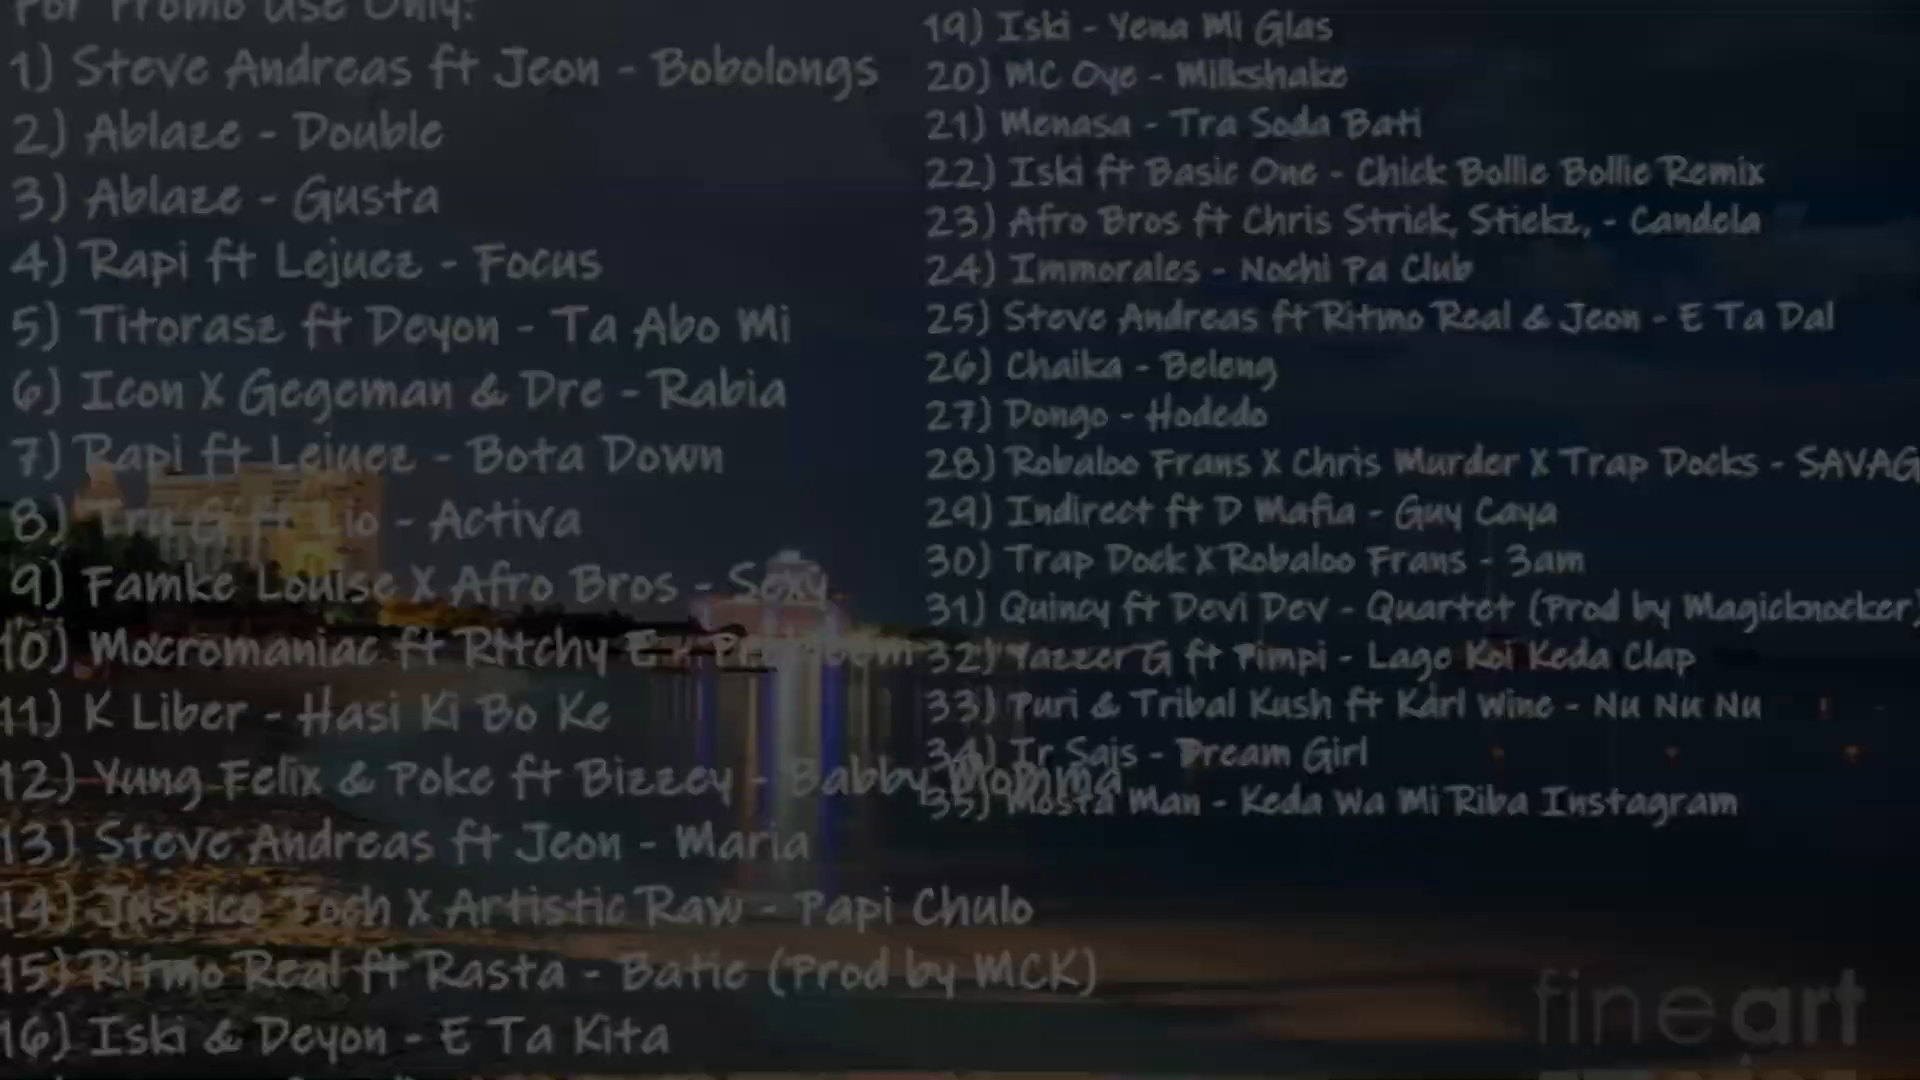 For Promo Use Only:
1) Steve Andreas ft Jeon - Bobolongs
2) Ablaze - Double
3) Ablaze - Gusta
4) Rapi ft Lejuez - Focus
5) Titorasz ft Deyon - Ta Abo Mi
6) Icon X Gegeman & Dre - Rabia
7) Rapi ft Lejuez - Bota Down
8) G ft Lio - Activa
9) Famke Louise X Afro Bros - Sexy
10) Mocromaniac ft RHtchy E x
11) K Liber - Hasi Ki Bo Ke
12) Yung Felix & Poke ft Bizzey - Babby Momma
13) Steve Andreas ft Jeon - Maria
14) Justico Toch X Artistic Raw - Papi Chulo
15) Ritmo Real ft Rasta - Batie (Prod by MCK)
16) Iski & Deyon - E Ta Kita
19) Iski - Yena Mi Glas
20) MC Oye - Milkshake
21) Menasa - Tra Soda Bati
22) Iski ft Basic One - Chick Bollie Bollie Remix
23) Afro Bros ft Chris Strick, Stiekz, - Candela
24) Immorales - Nochi Pa Club
25) Steve Andreas ft Ritmo Real & Jeon - E Ta Dal
26) Chaika - Beleng
27) Dongo - Hodedo
28) Robaloo Frans X Chris Murder X Trap Docks - SAVAG
29) Indirect ft D Mafia - Guy Caya
30) Trap Dock X Robaloo Frans - 3am
31) Quincy ft Devi Dev - Quartet (Prod by Magicknocker)
32) Yazzer G ft Pimpi - Lage Koi Keda Clap
33) Puri & Tribal Kush ft Karl Wine - Nu Nu Nu
34) Jr Sajs - Dream Girl
35) Mosta Man - Keda Wa Mi Riba Instagram
fineart